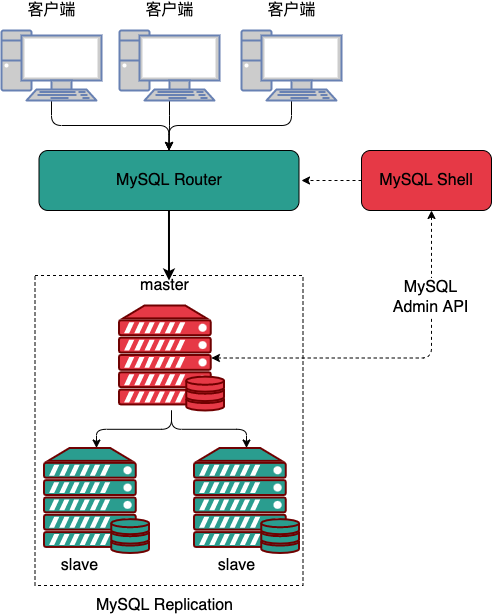 客户端
客户端
客户端
MySQL Router
MySQL Shell
MySQL
Admin API
master
slave
slave
MySQL Replication